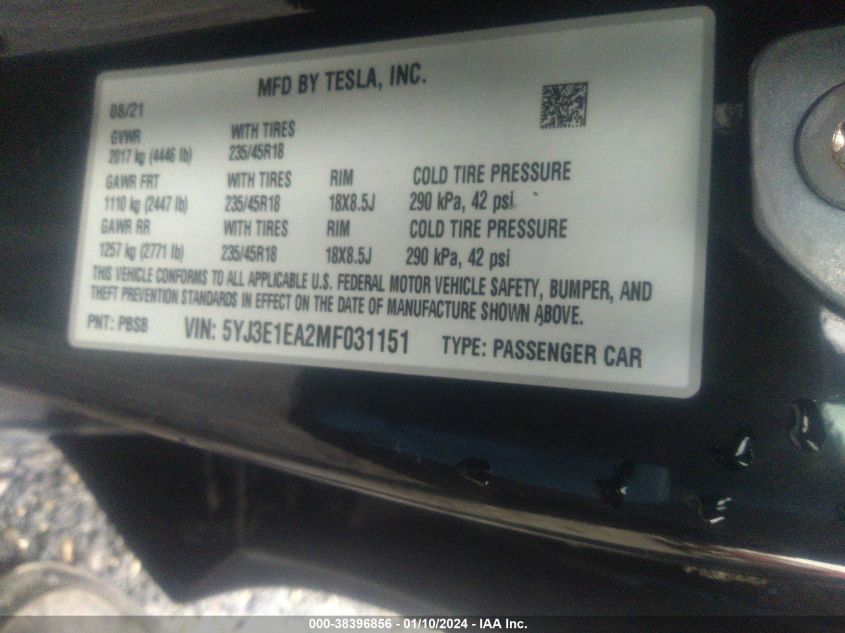 MFD BY TESLA, INC.
08/21
GVWR WITH TIRES
2017 kg (4446 lb) 235/45R18
GAWR FRT WITH TIRES RIM COLD TIRE PRESSURE
1110 kg (2447 lb) 235/45R18 18X8.5J 290 kPa, 42 psi
GAWR RR WITH TIRES RIM COLD TIRE PRESSURE
1257 kg (2771 lb) 235/45R18 18X8.5J 290 kPa, 42 psi
THIS VEHICLE CONFORMS TO ALL APPLICABLE U.S. FEDERAL MOTOR VEHICLE SAFETY, BUMPER, AND
THEFT PREVENTION STANDARDS IN EFFECT ON THE DATE OF MANUFACTURE SHOWN ABOVE.
PNT: PBSB VIN: 5YJ3E1EA2MF031151 TYPE: PASSENGER CAR
000-38396856 - 01/10/2024 - IAA Inc.